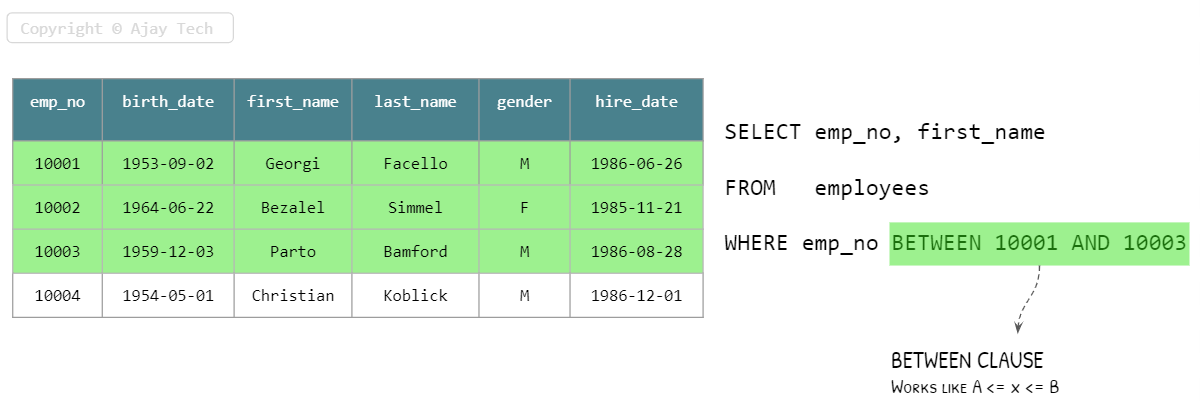 Copyright © Ajay Tech
emp_no birth_date first_name last_name gender hire_date
10001 1953-09-02 Georgi Facello M 1986-06-26
10002 1964-06-22 Bezalel Simmel F 1985-11-21
10003 1959-12-03 Parto Bamford M 1986-08-28
10004 1954-05-01 Christian Koblick M 1986-12-01
SELECT emp_no, first_name
FROM employees
WHERE emp_no BETWEEN 10001 AND 10003
BETWEEN CLAUSE
Works like A <= x <= B